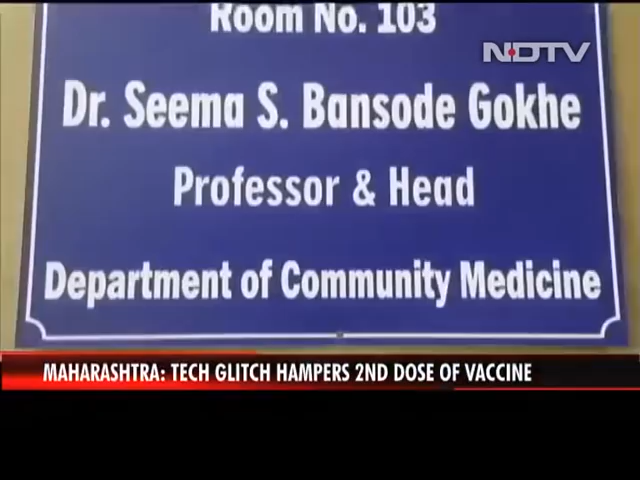 Room No. 103
NDTV
Dr. Seema S. Bansode Gokhe
Professor & Head
Department of Community Medicine
MAHARASHTRA: TECH GLITCH HAMPERS 2ND DOSE OF VACCINE